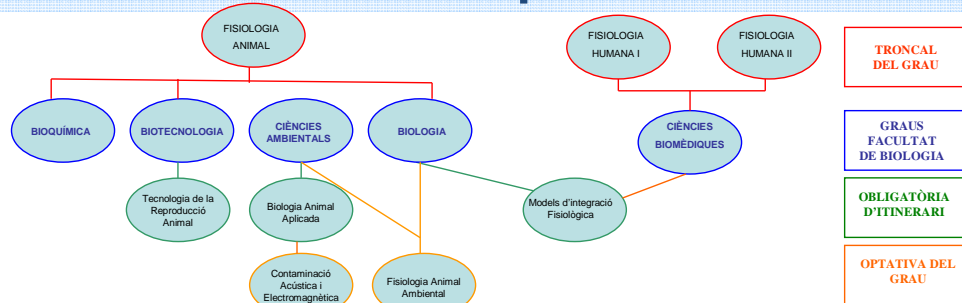 FISIOLOGIA
ANIMAL
FISIOLOGIA
HUMANA I
FISIOLOGIA
HUMANA II
TRONCAL
DEL GRAU
BIOQUÍMICA
BIOTECNOLOGIA
CIÈNCIES
AMBIENTALS
BIOLOGIA
CIÈNCIES
BIOMÈDIQUES
GRAUS
FACULTAT
DE BIOLOGIA
Tecnologia de la
Reproducció
Animal
Biologia Animal
Aplicada
Models d'integració
Fisiològica
OBLIGATÒRIA
D'ITINERARI
Contaminació
Acústica i
Electromagnètica
Fisiologia Animal
Ambiental
OPTATIVA DEL
GRAU